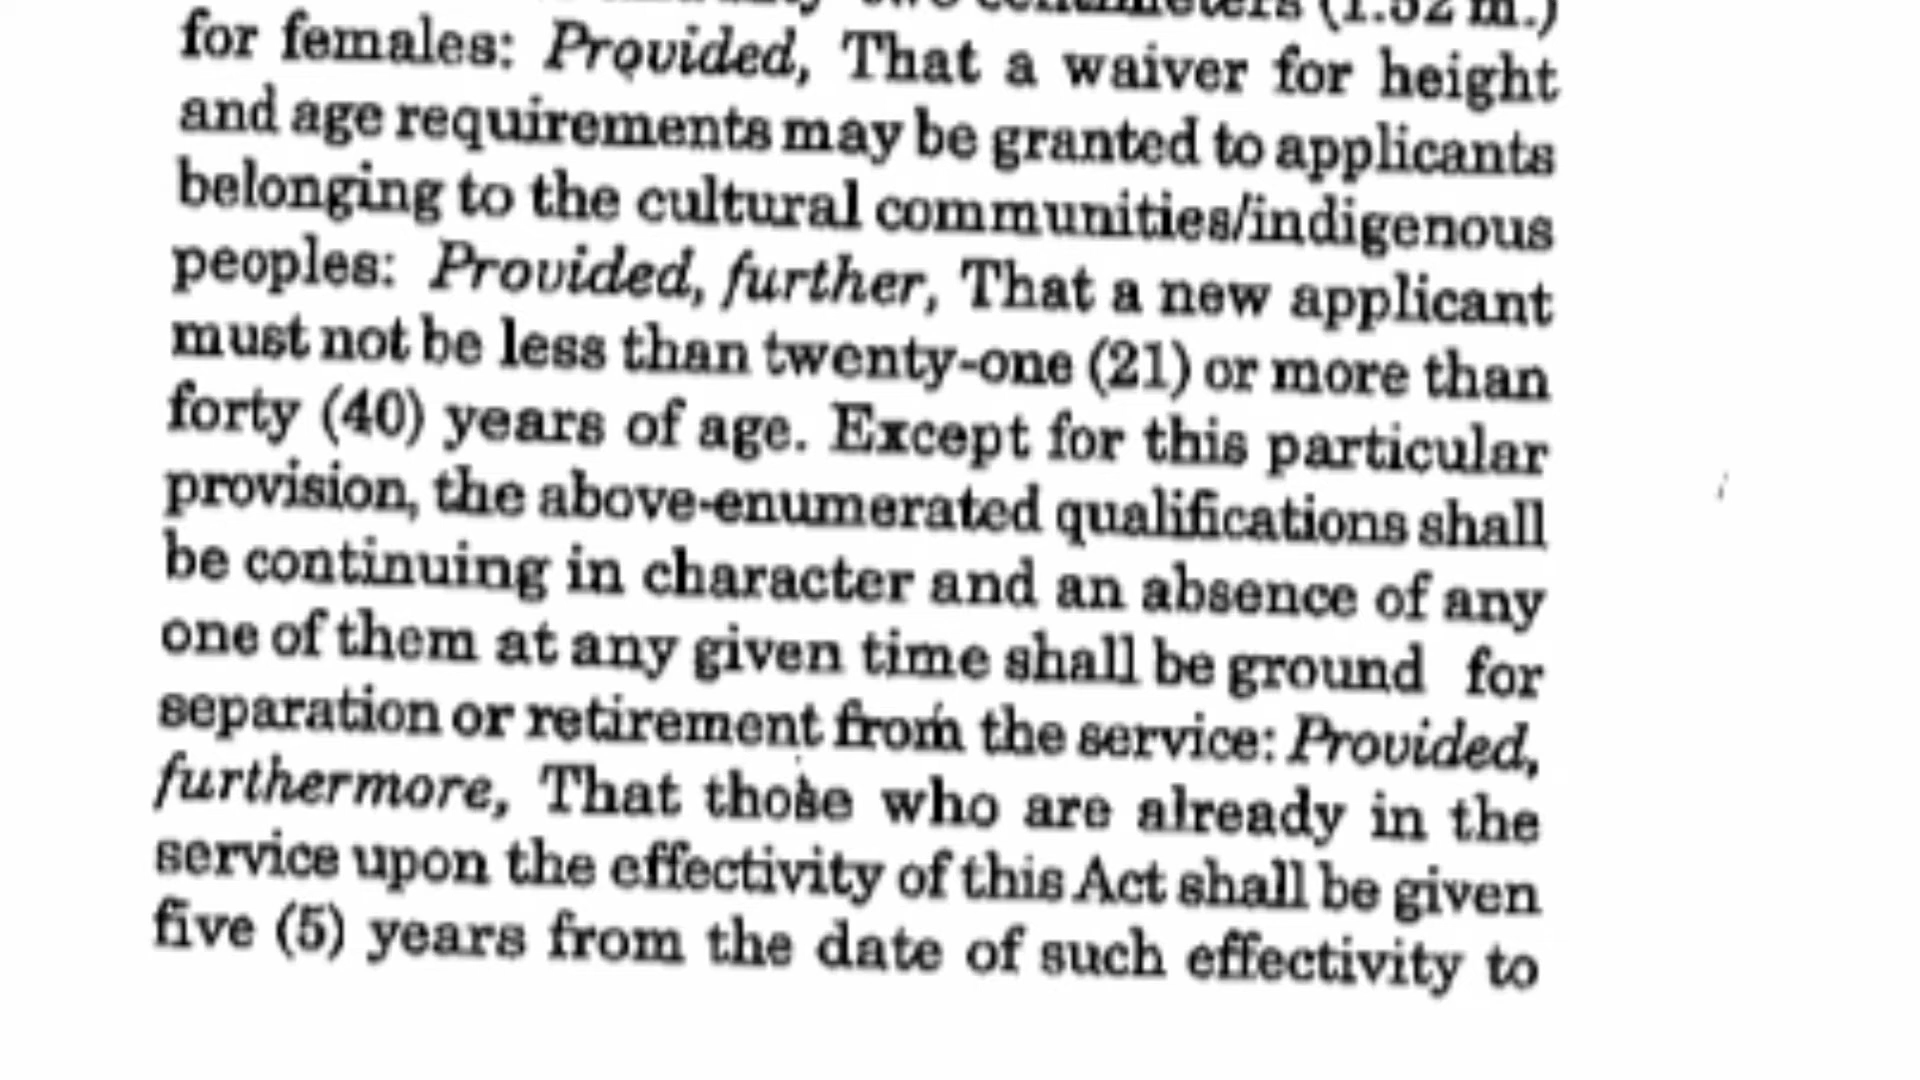 centimeters (1.52 m.)
for females: Provided, That a waiver for height
and age requirements may be granted to applicants
belonging to the cultural communities/indigenous
peoples: Provided, further, That a new applicant
must not be less than twenty-one (21) or more than
forty (40) years of age. Except for this particular
provision, the above-enumerated qualifications shall
be continuing in character and an absence of any
one of them at any given time shall be ground for
separation or retirement from the service: Provided,
furthermore, That those who are already in the
service upon the effectivity of this Act shall be given
five (5) years from the date of such effectivity to